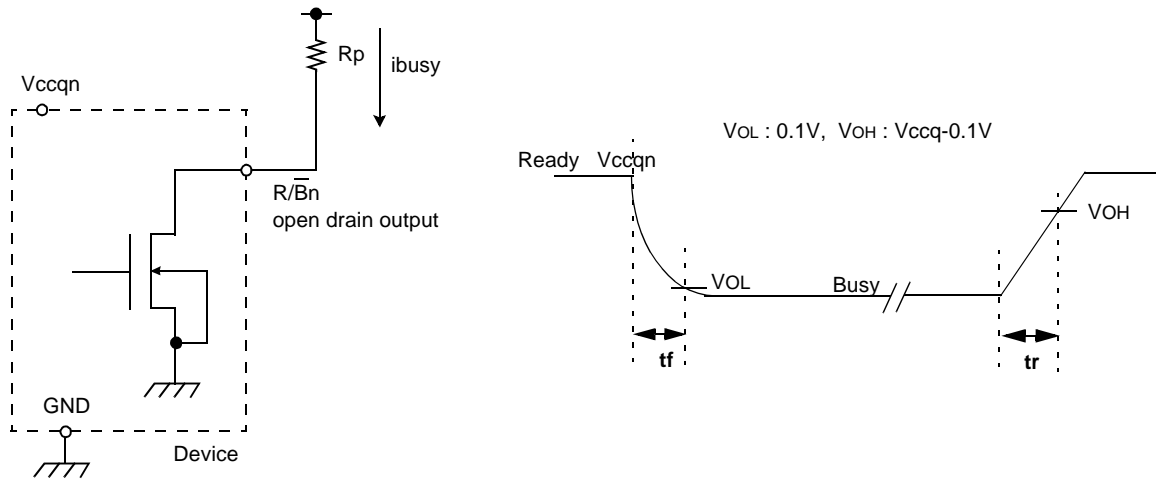 Rp
ibusy
Vccqn
R/B̅n
open drain output
GND
Device
VOL : 0.1V, VOH : Vccq-0.1V
Ready Vccqn
VOH
VOL
Busy
tf
tr